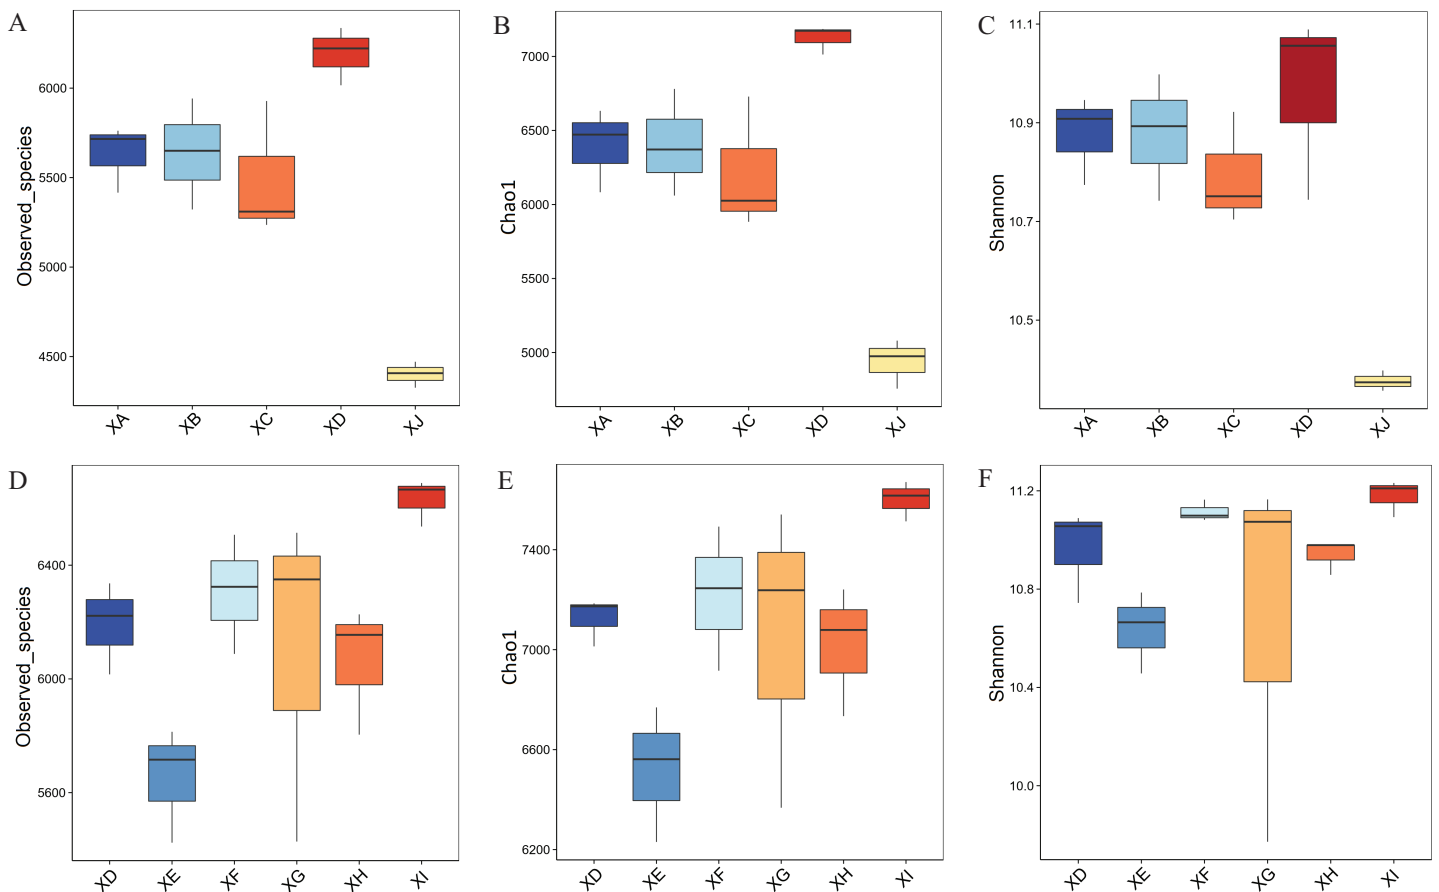 A
Observed_species
6000
5500
5000
4500
XA XB XC XD XJ
B
Chao1
7000
6500
6000
5500
5000
XA XB XC XD XJ
C
Shannon
11.1
10.9
10.7
10.5
XA XB XC XD XJ
D
Observed_species
6400
6000
5600
XD XE XF XG XH XI
E
Chao1
7400
7000
6600
6200
XD XE XF XG XH XI
F
Shannon
11.2
10.8
10.4
10.0
XD XE XF XG XH XI